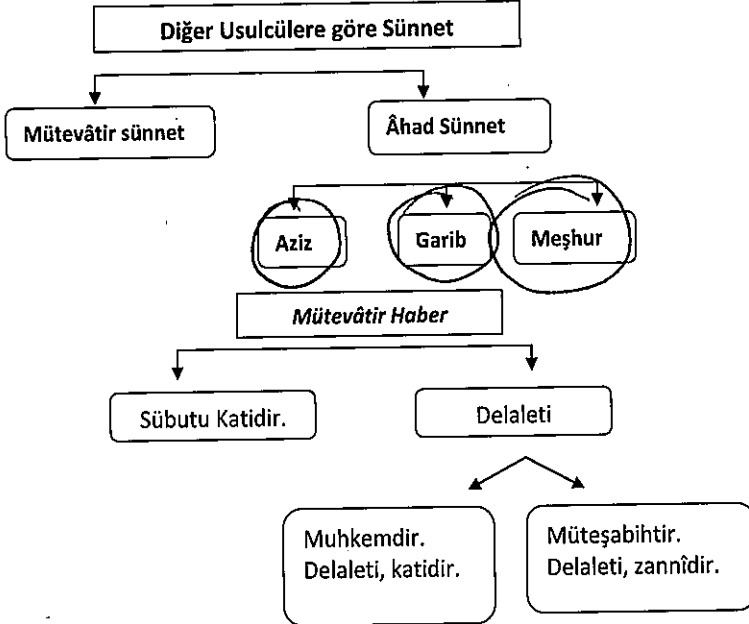 Diğer Usulcülere göre Sünnet
Mütevâtir sünnet
Âhad Sünnet
Aziz
Garib
Meşhur
Mütevâtir Haber
Sübutu Katidir.
Delaleti
Muhkemdir.
Delaleti, katidir.
Müteşabihtir.
Delaleti, zannîdir.